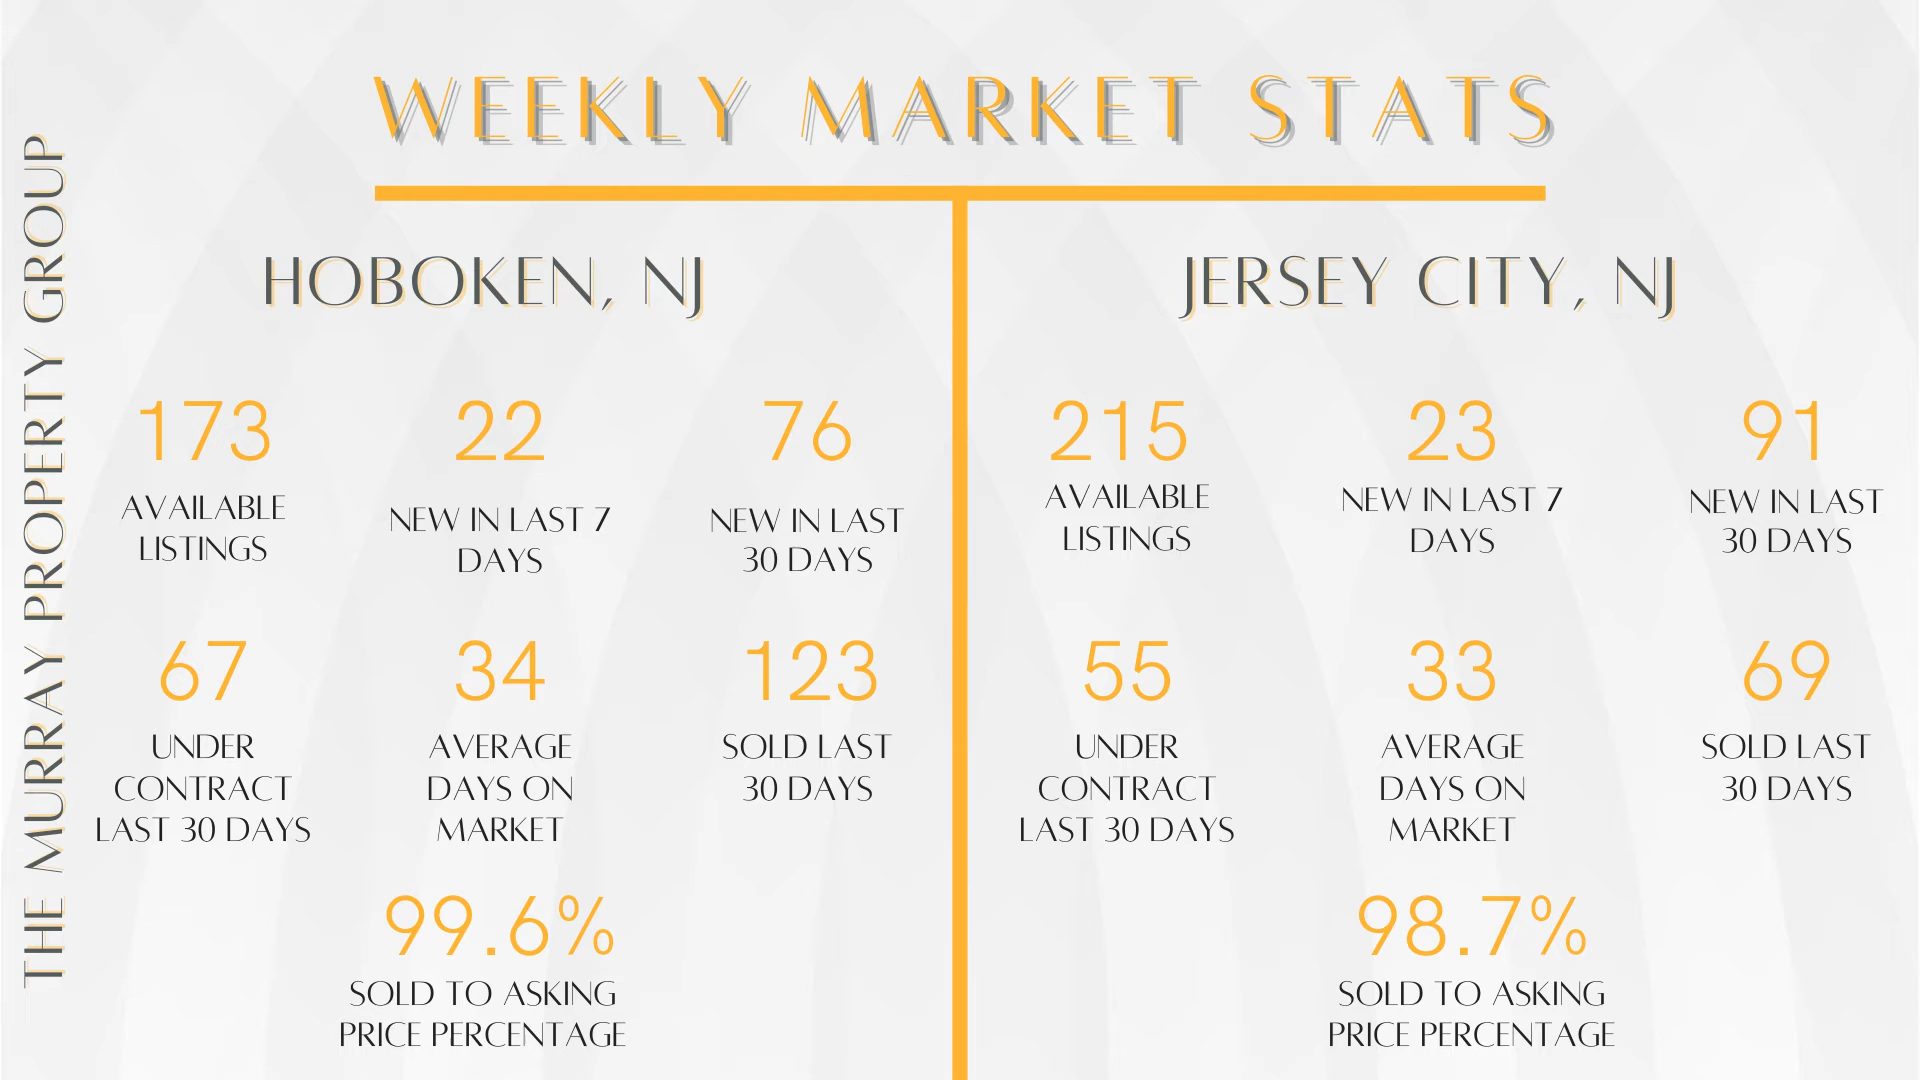 WEEKLY MARKET STATS
THE MURRAY PROPERTY GROUP
HOBOKEN, NJ
173
AVAILABLE
LISTINGS
22
NEW IN LAST 7
DAYS
76
NEW IN LAST
30 DAYS
67
UNDER
CONTRACT
LAST 30 DAYS
34
AVERAGE
DAYS ON
MARKET
123
SOLD LAST
30 DAYS
99.6%
SOLD TO ASKING
PRICE PERCENTAGE
JERSEY CITY, NJ
215
AVAILABLE
LISTINGS
23
NEW IN LAST 7
DAYS
91
NEW IN LAST
30 DAYS
55
UNDER
CONTRACT
LAST 30 DAYS
33
AVERAGE
DAYS ON
MARKET
69
SOLD LAST
30 DAYS
98.7%
SOLD TO ASKING
PRICE PERCENTAGE